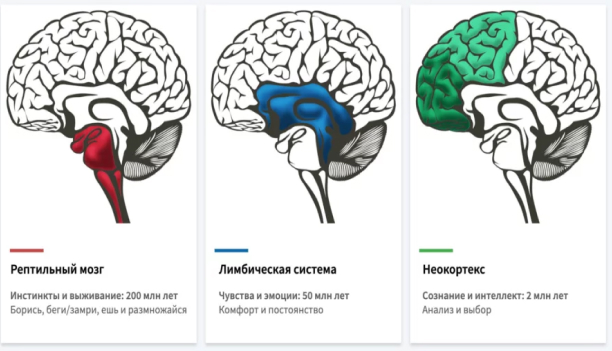 Рептильный мозг
Инстинкты и выживание: 200 млн лет
Борись, беги/замри, ешь и размножайся
Лимбическая система
Чувства и эмоции: 50 млн лет
Комфорт и постоянство
Неокортекс
Сознание и интеллект: 2 млн лет
Анализ и выбор